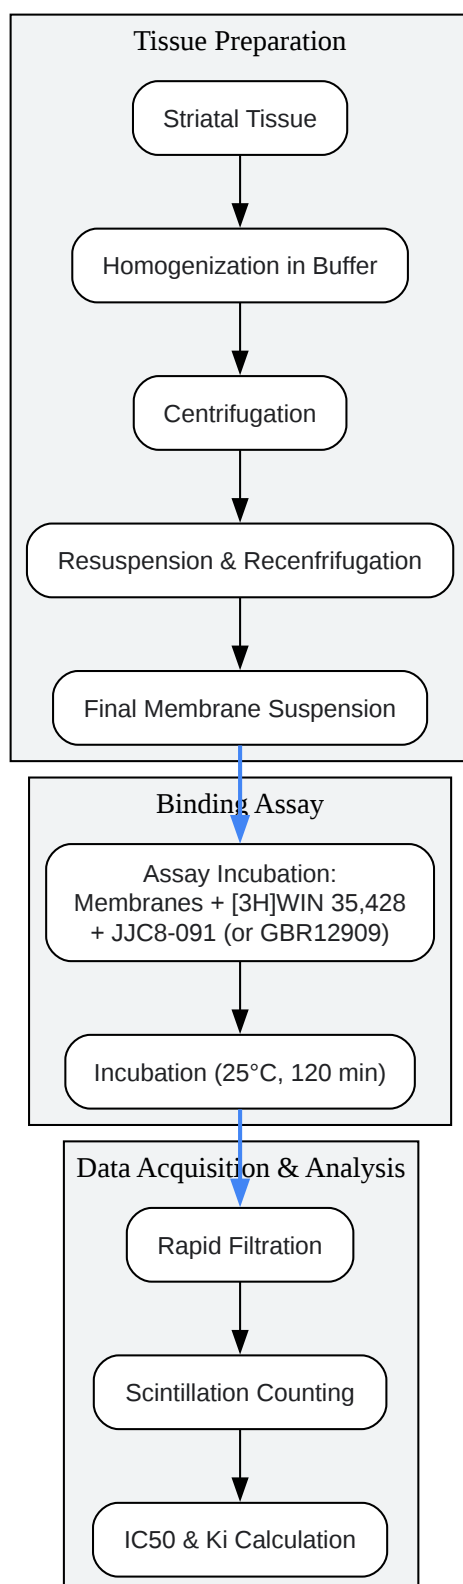 Tissue Preparation
Striatal Tissue
Homogenization in Buffer
Centrifugation
Resuspension & Recenfrifugation
Final Membrane Suspension
Binding Assay
Assay Incubation:
Membranes + [3H]WIN 35,428
+ JJC8-091 (or GBR12909)
Incubation (25°C, 120 min)
Data Acquisition & Analysis
Rapid Filtration
Scintillation Counting
IC50 & Ki Calculation